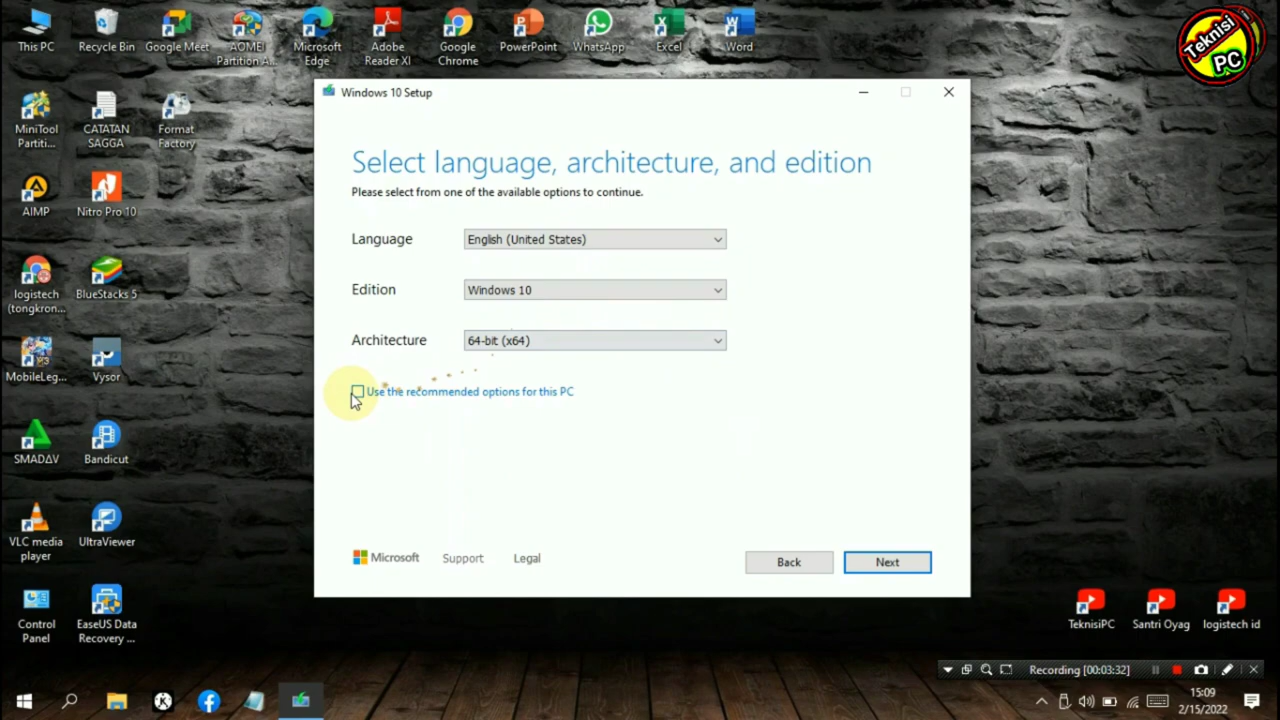 This PC
Recycle Bin
Google Meet
AOMEI
Partition A...
Microsoft
Edge
Adobe
Reader XI
Google
Chrome
PowerPoint
WhatsApp
Excel
Word
Teknisi
PC
MiniTool
Partiti...
CATATAN
SAGGA
Format
Factory
AIMP
Nitro Pro 10
logistech
(tongkron...
BlueStacks 5
MobileLeg...
Vysor
SMADΔV
Bandicut
VLC media
player
UltraViewer
Control
Panel
EaseUS Data
Recovery ...
Windows 10 Setup
Select language, architecture, and edition
Please select from one of the available options to continue.
Language
English (United States)
Edition
Windows 10
Architecture
64-bit (x64)
Use the recommended options for this PC
Microsoft
Support
Legal
Back
Next
TeknisiPC
Santri Oyag
logistech id
Recording [00:03:32]
15:09
2/15/2022